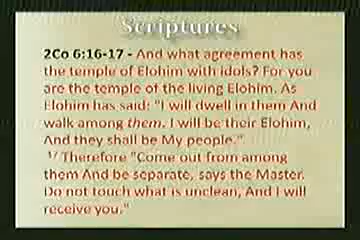 Scriptures
2Co 6:16-17 - And what agreement has
the temple of Elohim with idols? For you
are the temple of the living Elohim. As
Elohim has said: "I will dwell in them And
walk among them. I will be their Elohim,
And they shall be My people."
17 Therefore "Come out from among
them And be separate, says the Master.
Do not touch what is unclean, And I will
receive you."